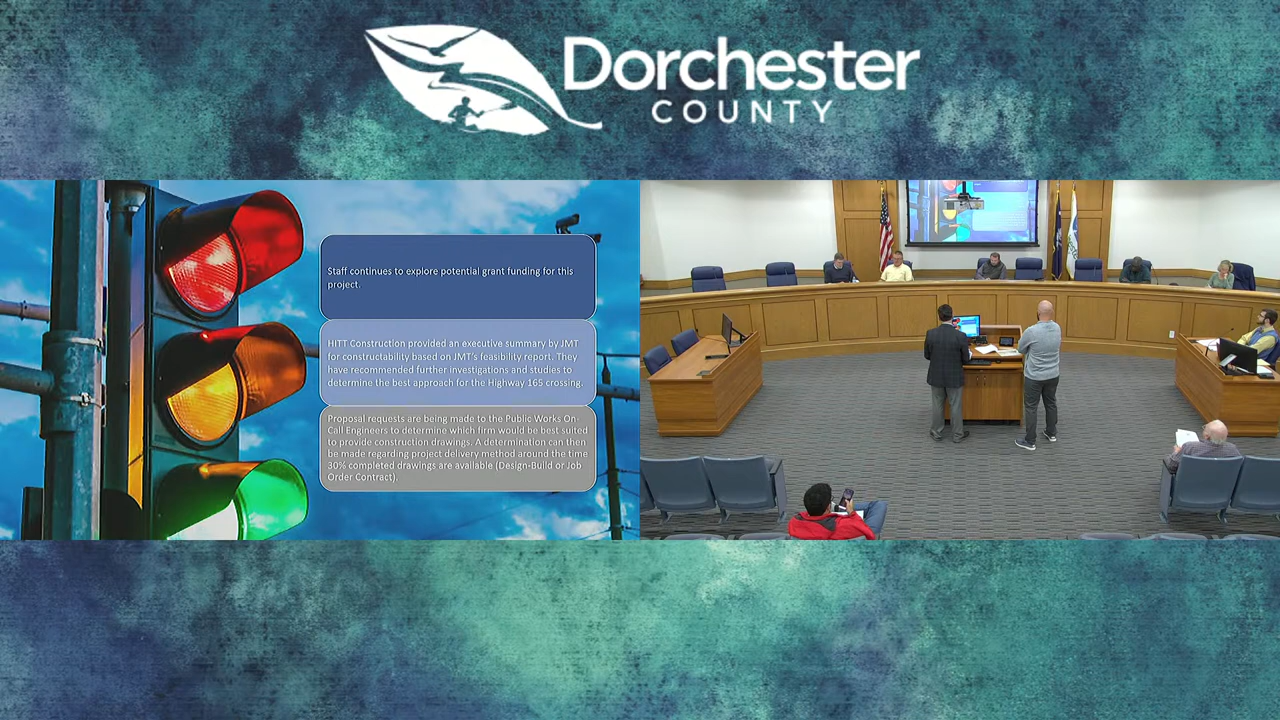 Dorchester
COUNTY
Staff continues to explore potential grant funding for this
project.
HITT Construction provided an executive summary by JMT
for constructability based on JMT's feasibility report. They
have recommended further investigations and studies to
determine the best approach for the Highway 165 crossing.
Proposal requests are being made to the Public Works On
Call Engineers to determine which firm would be best suited
to provide construction drawings. A determination can then
be made regarding project delivery method around the time
30% completed drawings are available (Design-Build or Job
Order Contract).